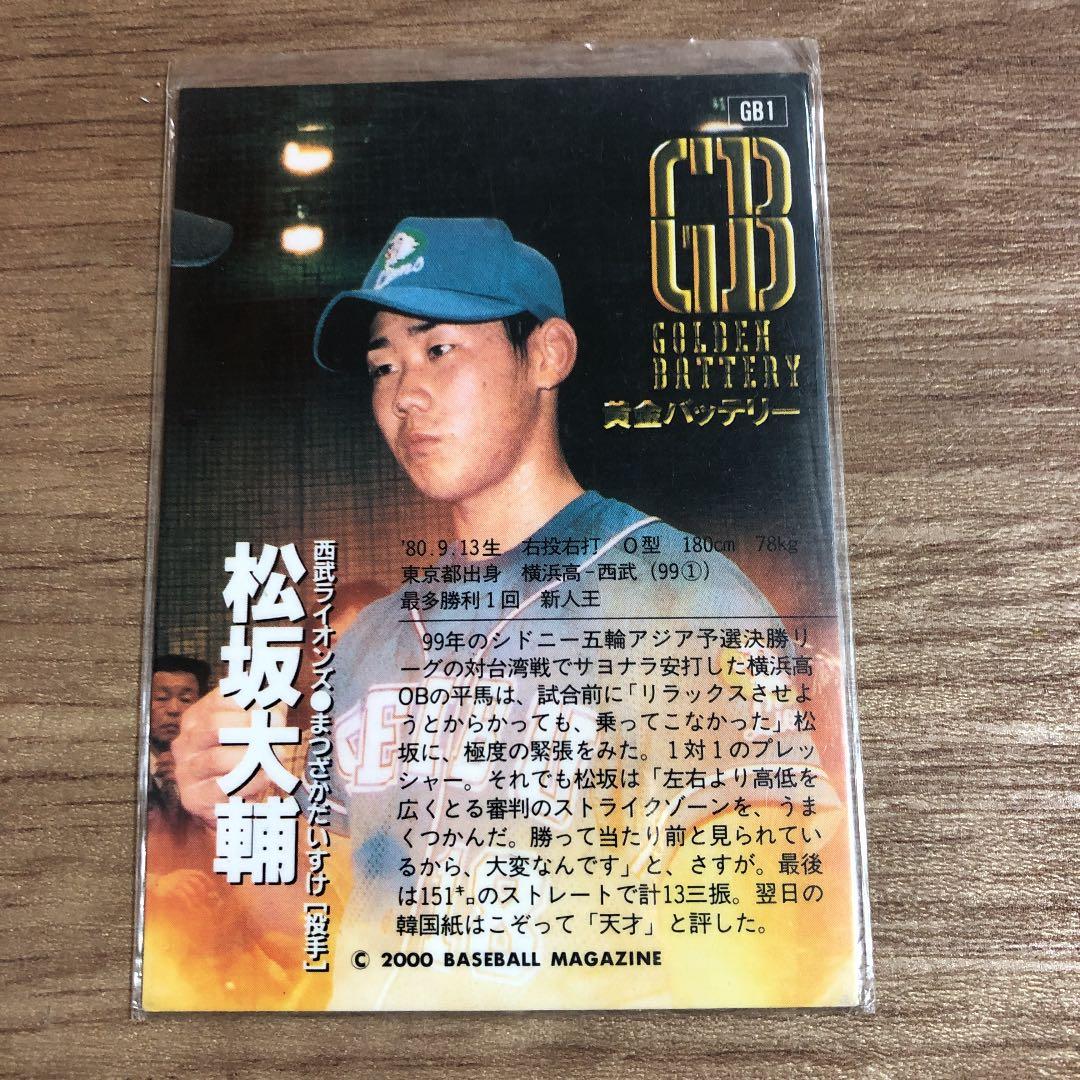 GB1
GB
GOLDEN
BATTERY
黄金バッテリー
Lions
西武ライオンズ●まつざかだいすけ［投手］
松坂大輔
'80.9.13生 右投右打 O型 180cm 78kg
東京都出身 横浜高−西武（99①）
最多勝利1回 新人王
99年のシドニー五輪アジア予選決勝リ
ーグの対台湾戦でサヨナラ安打した横浜高
OBの平馬は、試合前に「リラックスさせよ
うとからかっても、乗ってこなかった」松
坂に、極度の緊張をみた。1対1のプレッ
シャー。それでも松坂は「左右より高低を
広くとる審判のストライクゾーンを、うま
くつかんだ。勝って当たり前と見られてい
るから、大変なんです」と、さすが。最後
は151㌔のストレートで計13三振。翌日の
韓国紙はこぞって「天才」と評した。
© 2000 BASEBALL MAGAZINE